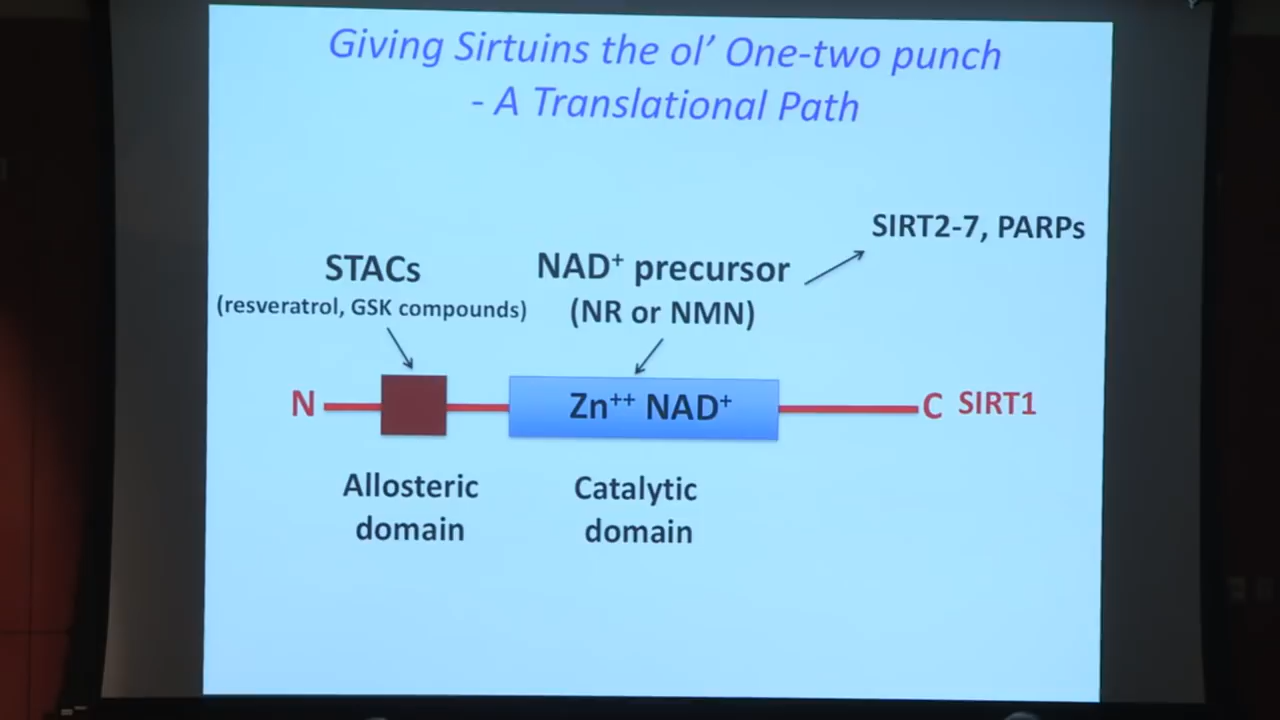 Giving Sirtuins the ol’ One-two punch
- A Translational Path
SIRT2-7, PARPs
STACs
(resveratrol, GSK compounds)
NAD⁺ precursor
(NR or NMN)
N
Zn⁺⁺ NAD⁺
C SIRT1
Allosteric
domain
Catalytic
domain